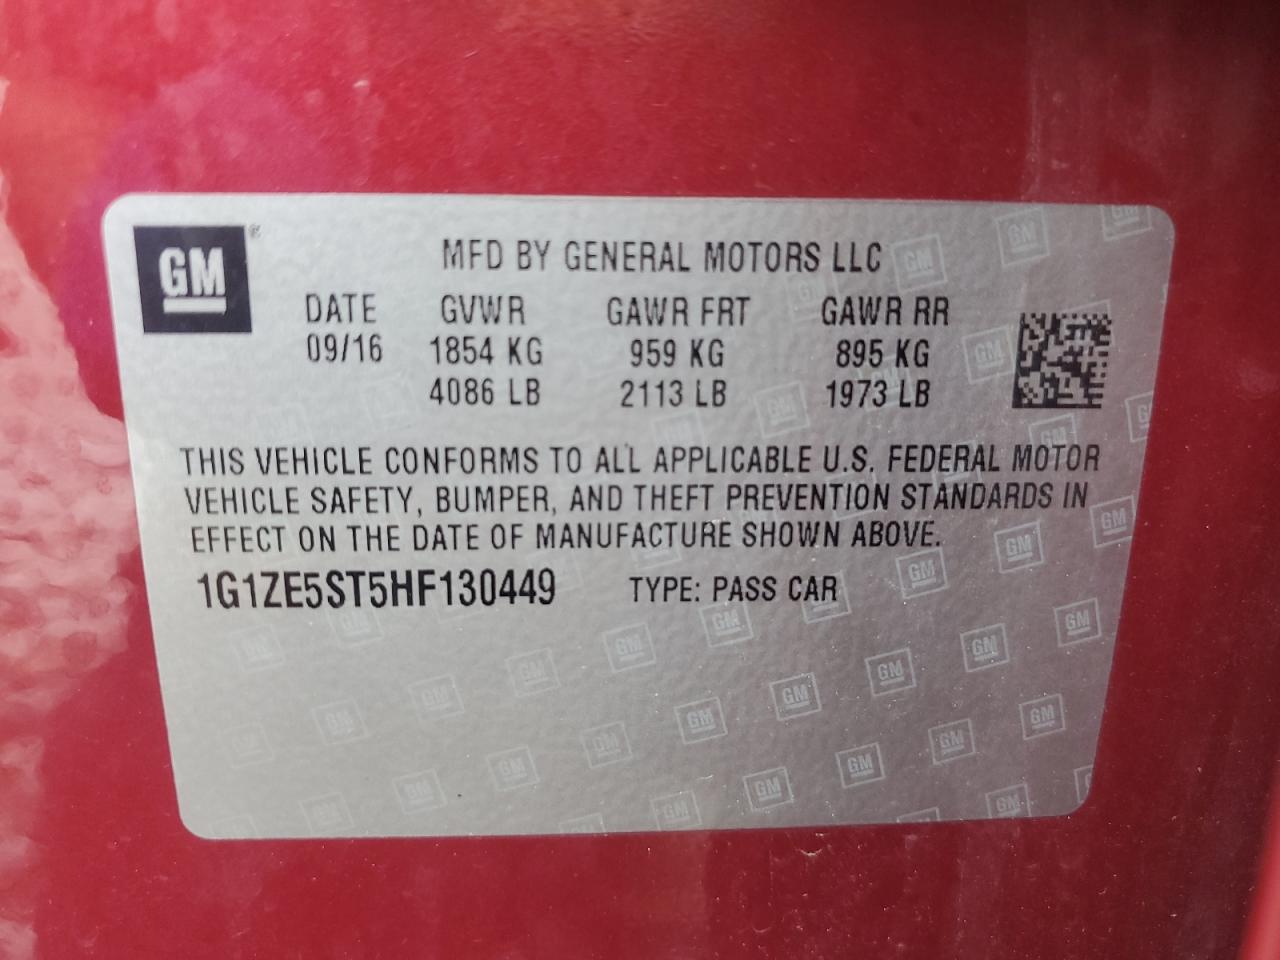 GM®
MFD BY GENERAL MOTORS LLC
DATE GVWR GAWR FRT GAWR RR
09/16 1854 KG 959 KG 895 KG
4086 LB 2113 LB 1973 LB
THIS VEHICLE CONFORMS TO ALL APPLICABLE U.S. FEDERAL MOTOR
VEHICLE SAFETY, BUMPER, AND THEFT PREVENTION STANDARDS IN
EFFECT ON THE DATE OF MANUFACTURE SHOWN ABOVE.
1G1ZE5ST5HF130449 TYPE: PASS CAR